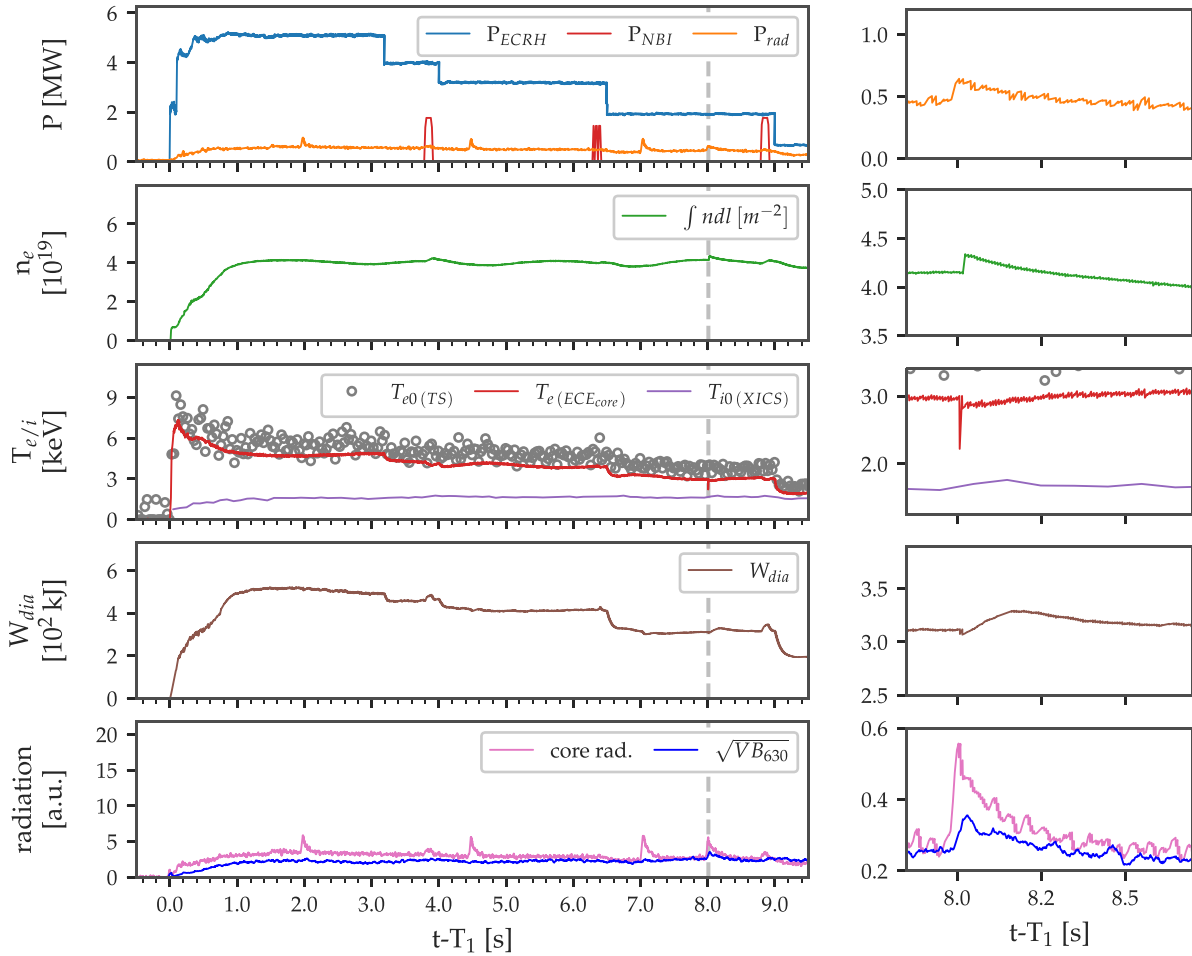 P [MW]
6
4
2
0
P_ECRH P_NBI P_rad
1.0
0.5
0.0
n_e
[10^19]
6
4
2
0
∫ ndl [m^−2]
5.0
4.5
4.0
3.5
T_e/i
[keV]
9
6
3
0
T_e0 (TS) T_e (ECE_core) T_i0 (XICS)
3.0
2.0
W_dia
[10^2 kJ]
6
4
2
0
W_dia
3.5
3.0
2.5
radiation
[a.u.]
20
15
10
5
0
core rad. √VB_630
0.6
0.4
0.2
0.0 1.0 2.0 3.0 4.0 5.0 6.0 7.0 8.0 9.0
t-T_1 [s]
8.0 8.2 8.5
t-T_1 [s]